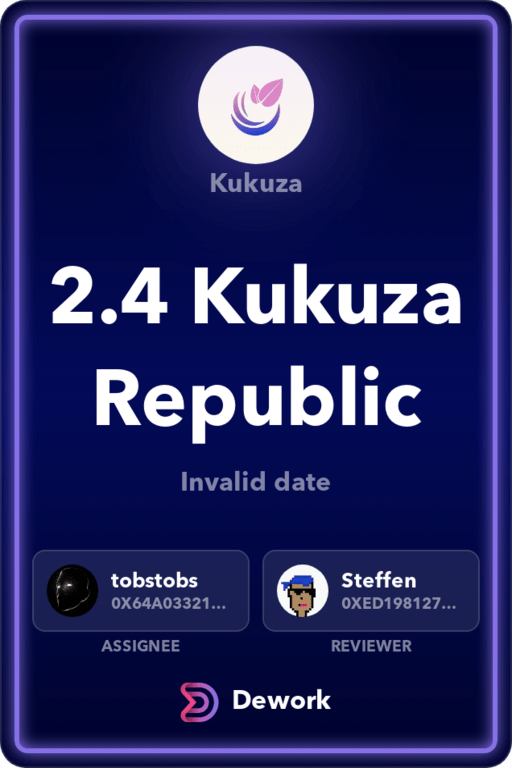 Kukuza
2.4 Kukuza
Republic
Invalid date
tobstobs
0X64A03321...
ASSIGNEE
Steffen
0XED198127...
REVIEWER
Dework